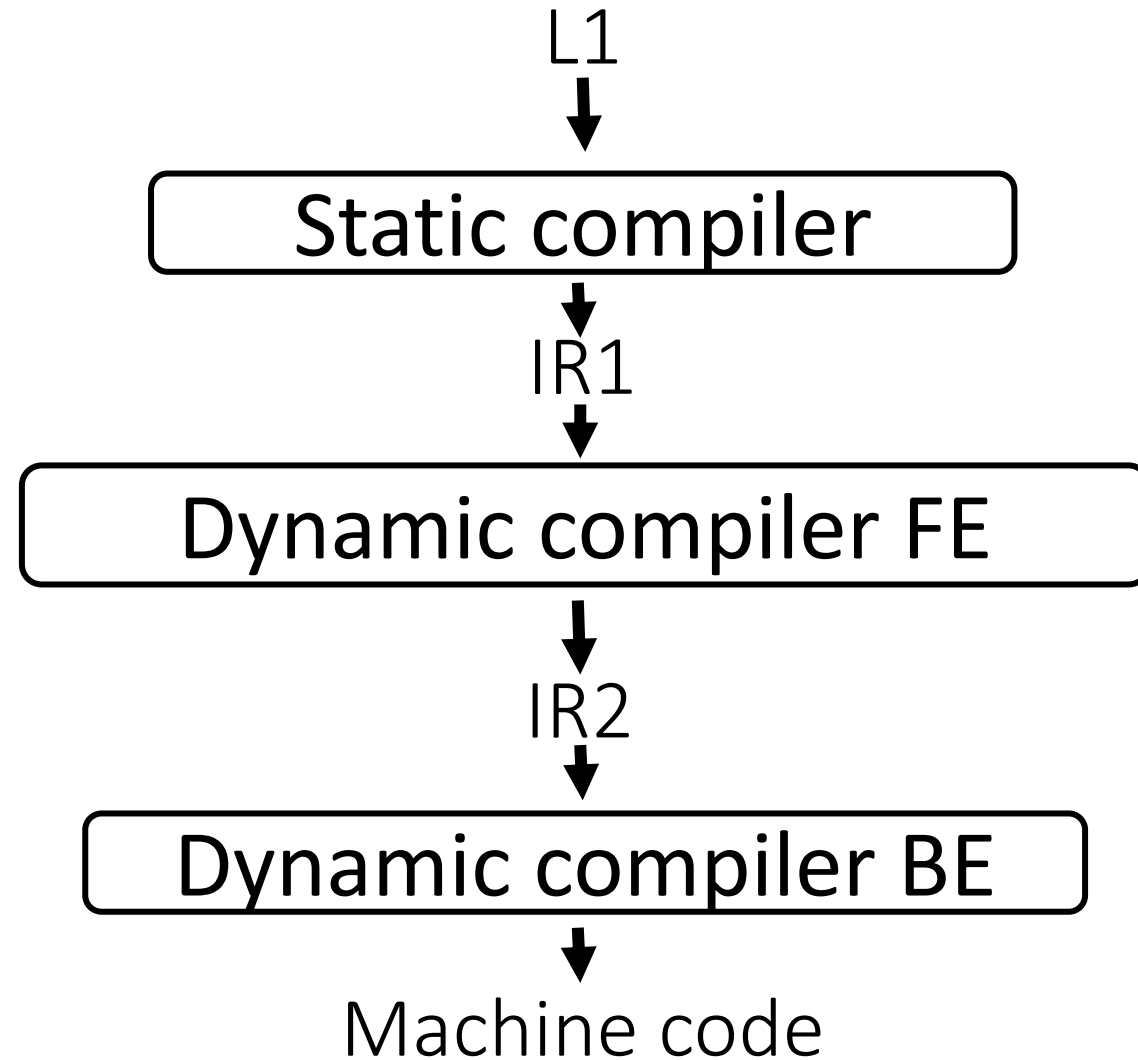 L1
Static compiler
IR1
Dynamic compiler FE
IR2
Dynamic compiler BE
Machine code